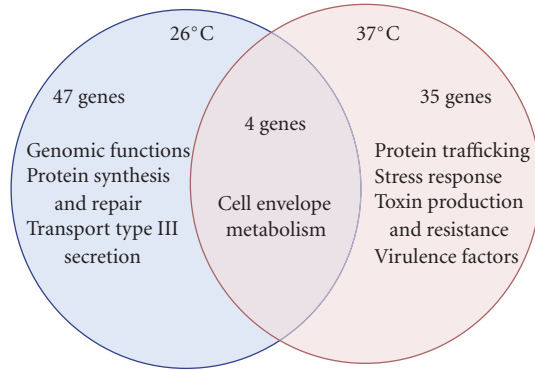 26°C
37°C
47 genes
35 genes
4 genes
Genomic functions
Protein synthesis
and repair
Transport type III
secretion
Cell envelope
metabolism
Protein trafficking
Stress response
Toxin production
and resistance
Virulence factors